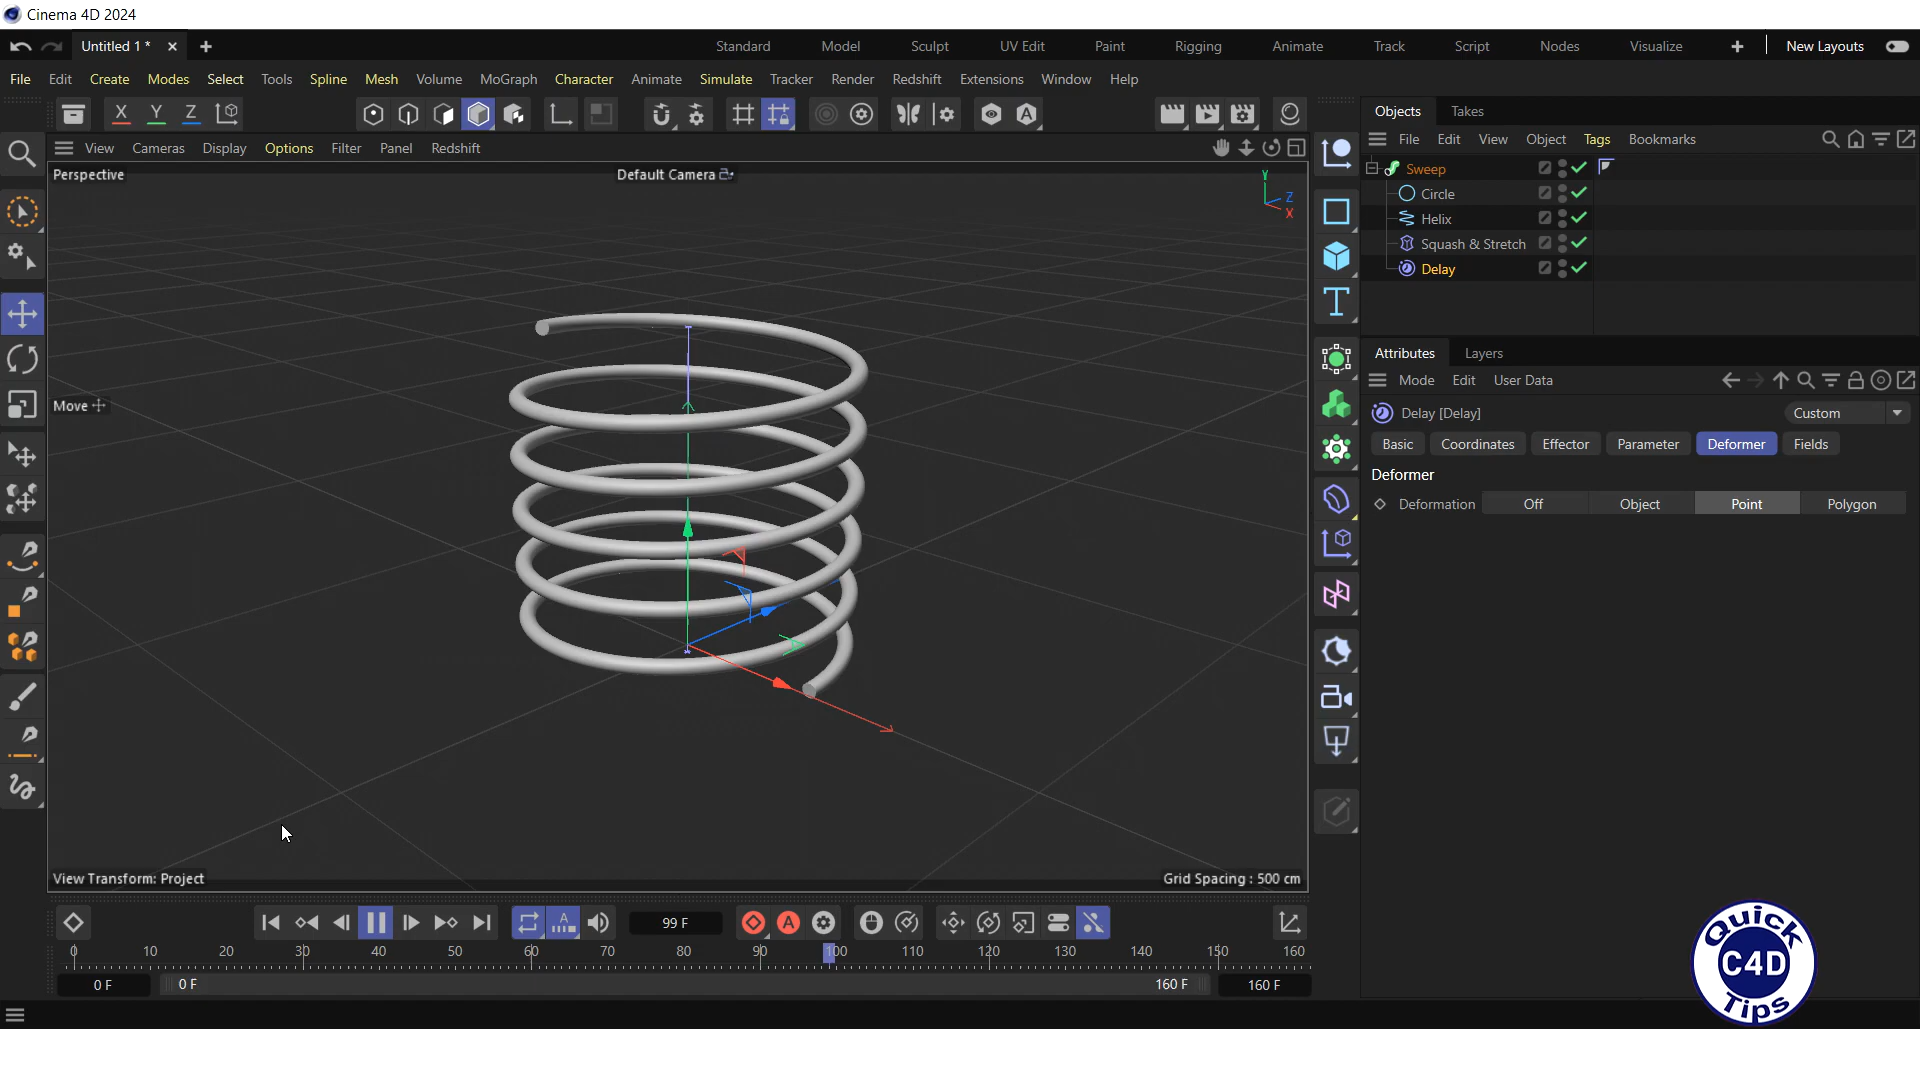 Cinema 4D 2024
Untitled 1 *
Standard Model Sculpt UV Edit Paint Rigging Animate Track Script Nodes Visualize New Layouts
File Edit Create Modes Select Tools Spline Mesh Volume MoGraph Character Animate Simulate Tracker Render Redshift Extensions Window Help
X Y Z
A
Objects Takes
File Edit View Object Tags Bookmarks
View Cameras Display Options Filter Panel Redshift
Perspective
Default Camera
Y
Z
X
Sweep
Circle
Helix
Squash & Stretch
Delay
Attributes Layers
Mode Edit User Data
Move
Delay [Delay]
Custom
Basic Coordinates Effector Parameter Deformer Fields
Deformer
Deformation Off Object Point Polygon
View Transform: Project
Grid Spacing : 500 cm
A
99 F
A
0 10 20 30 40 50 60 70 80 90 100 110 120 130 140 150 160
0 F
0 F
160 F
160 F
Quick
C4D
Tips